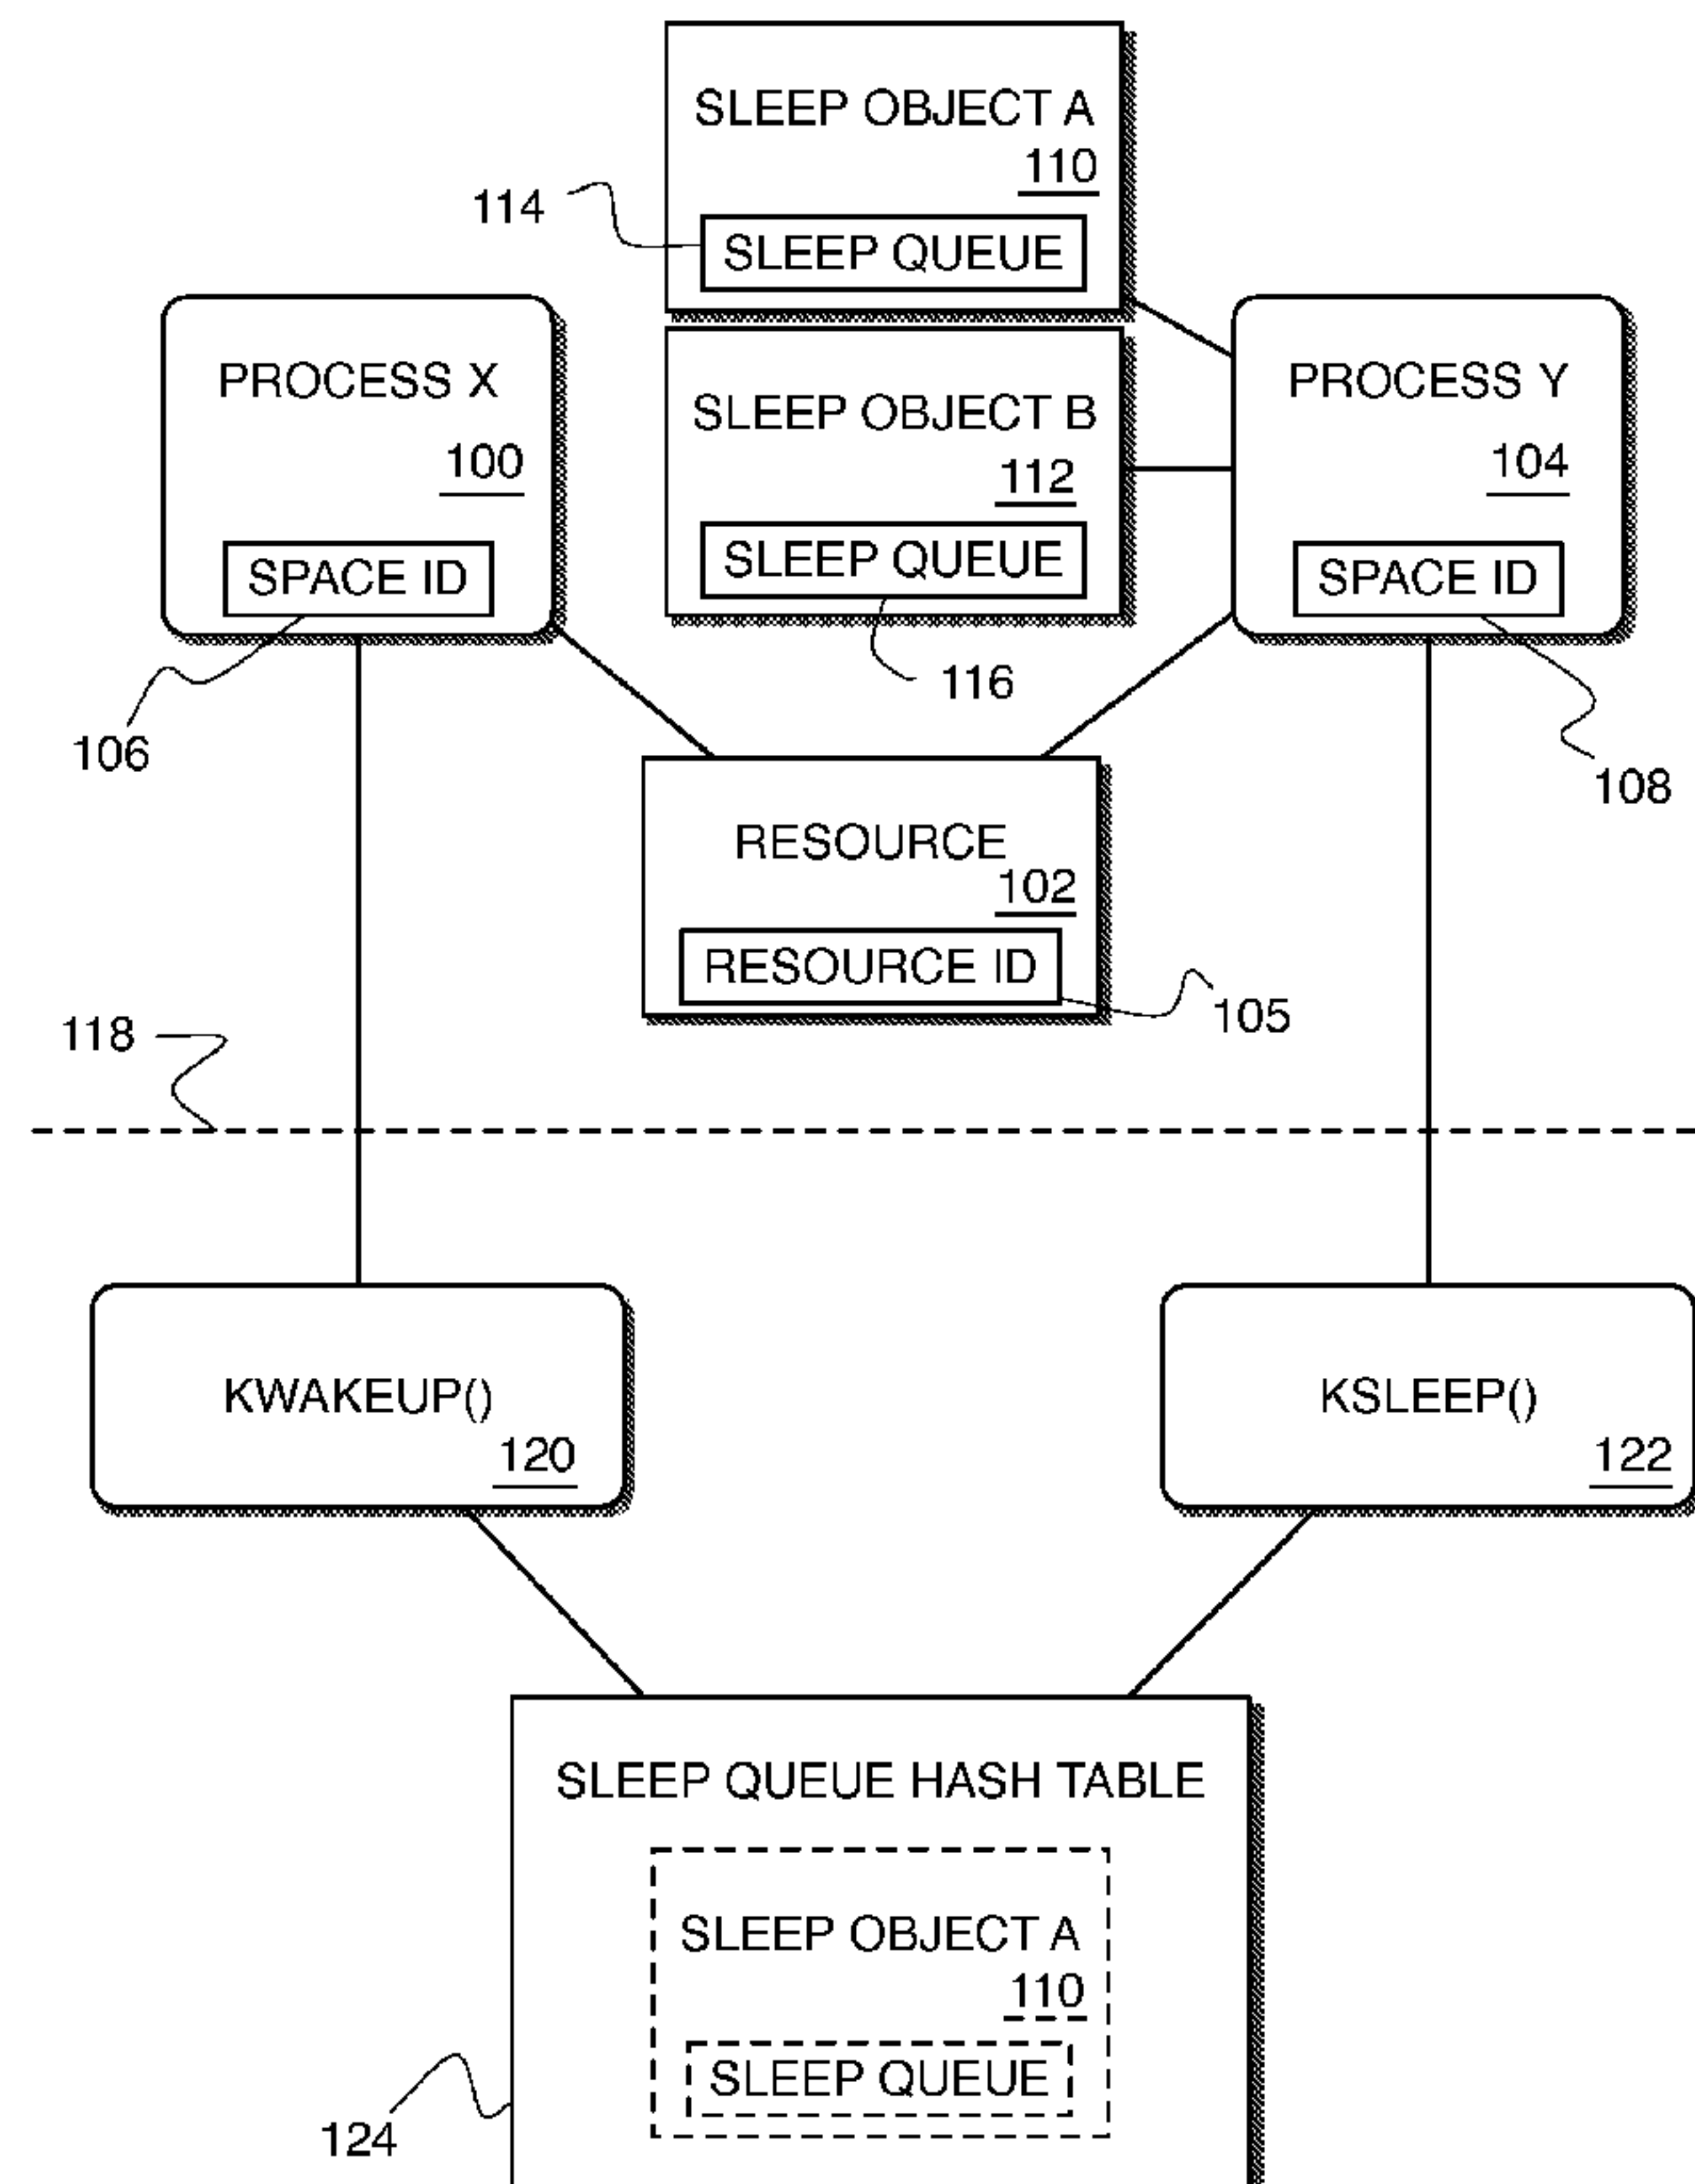 SLEEP OBJECT A
110
114
SLEEP QUEUE
PROCESS X
100
SPACE ID
106
SLEEP OBJECT B
112
SLEEP QUEUE
116
PROCESS Y
104
SPACE ID
108
RESOURCE
102
RESOURCE ID
105
118
KWAKEUP()
120
KSLEEP()
122
SLEEP QUEUE HASH TABLE
SLEEP OBJECT A
110
SLEEP QUEUE
124